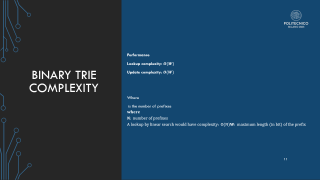 POLITECNICO
BINARY TRIE
COMPLEXITY
Performance
Lookup complexity: O(W)
Update complexity: O(W)
Where
is the number of prefixes
where
N: number of prefixes
A lookup by linear search would have complexity: O(N)W: maximum length (in bit) of the prefix